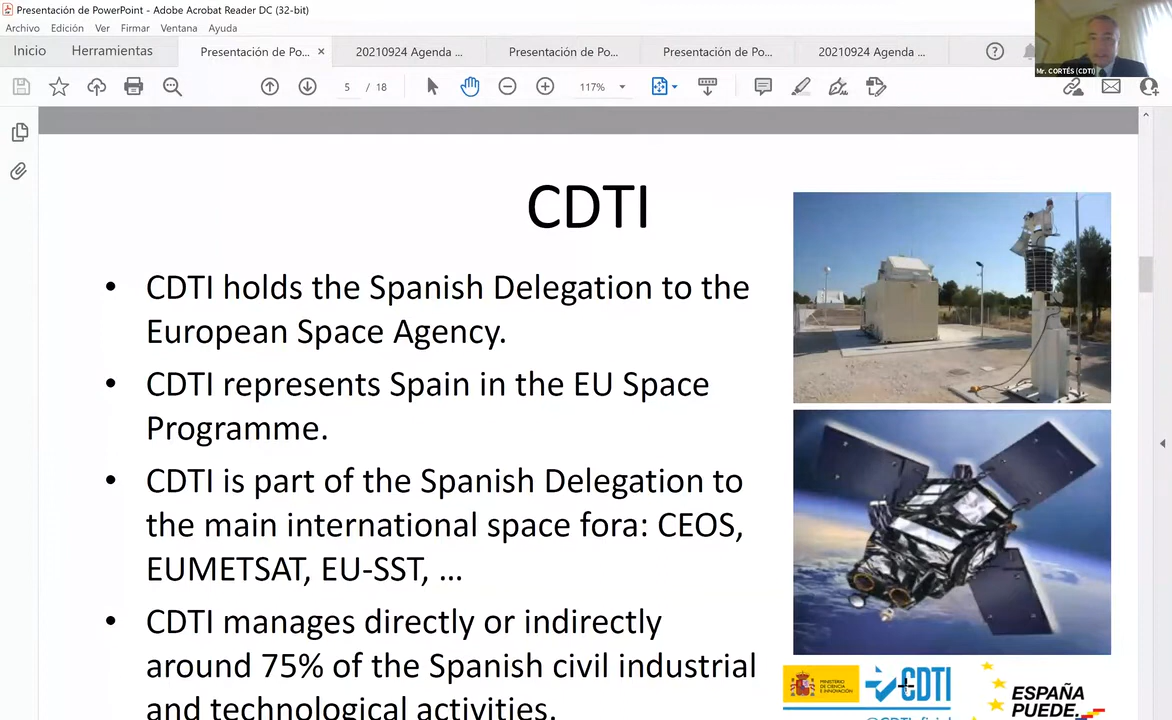 Presentación de PowerPoint - Adobe Acrobat Reader DC (32-bit)
Archivo Edición Ver Firmar Ventana Ayuda
Inicio Herramientas Presentación de Po... × 20210924 Agenda ... Presentación de Po... Presentación de Po... 20210924 Agenda ...
Mr. CORTÉS (CDTI)
5 / 18 117%
CDTI
• CDTI holds the Spanish Delegation to the
European Space Agency.
• CDTI represents Spain in the EU Space
Programme.
• CDTI is part of the Spanish Delegation to
the main international space fora: CEOS,
EUMETSAT, EU-SST, ...
• CDTI manages directly or indirectly
around 75% of the Spanish civil industrial
and technological activities.
MINISTERIO
DE CIENCIA
E INNOVACIÓN
CDTI
ESPAÑA
PUEDE.